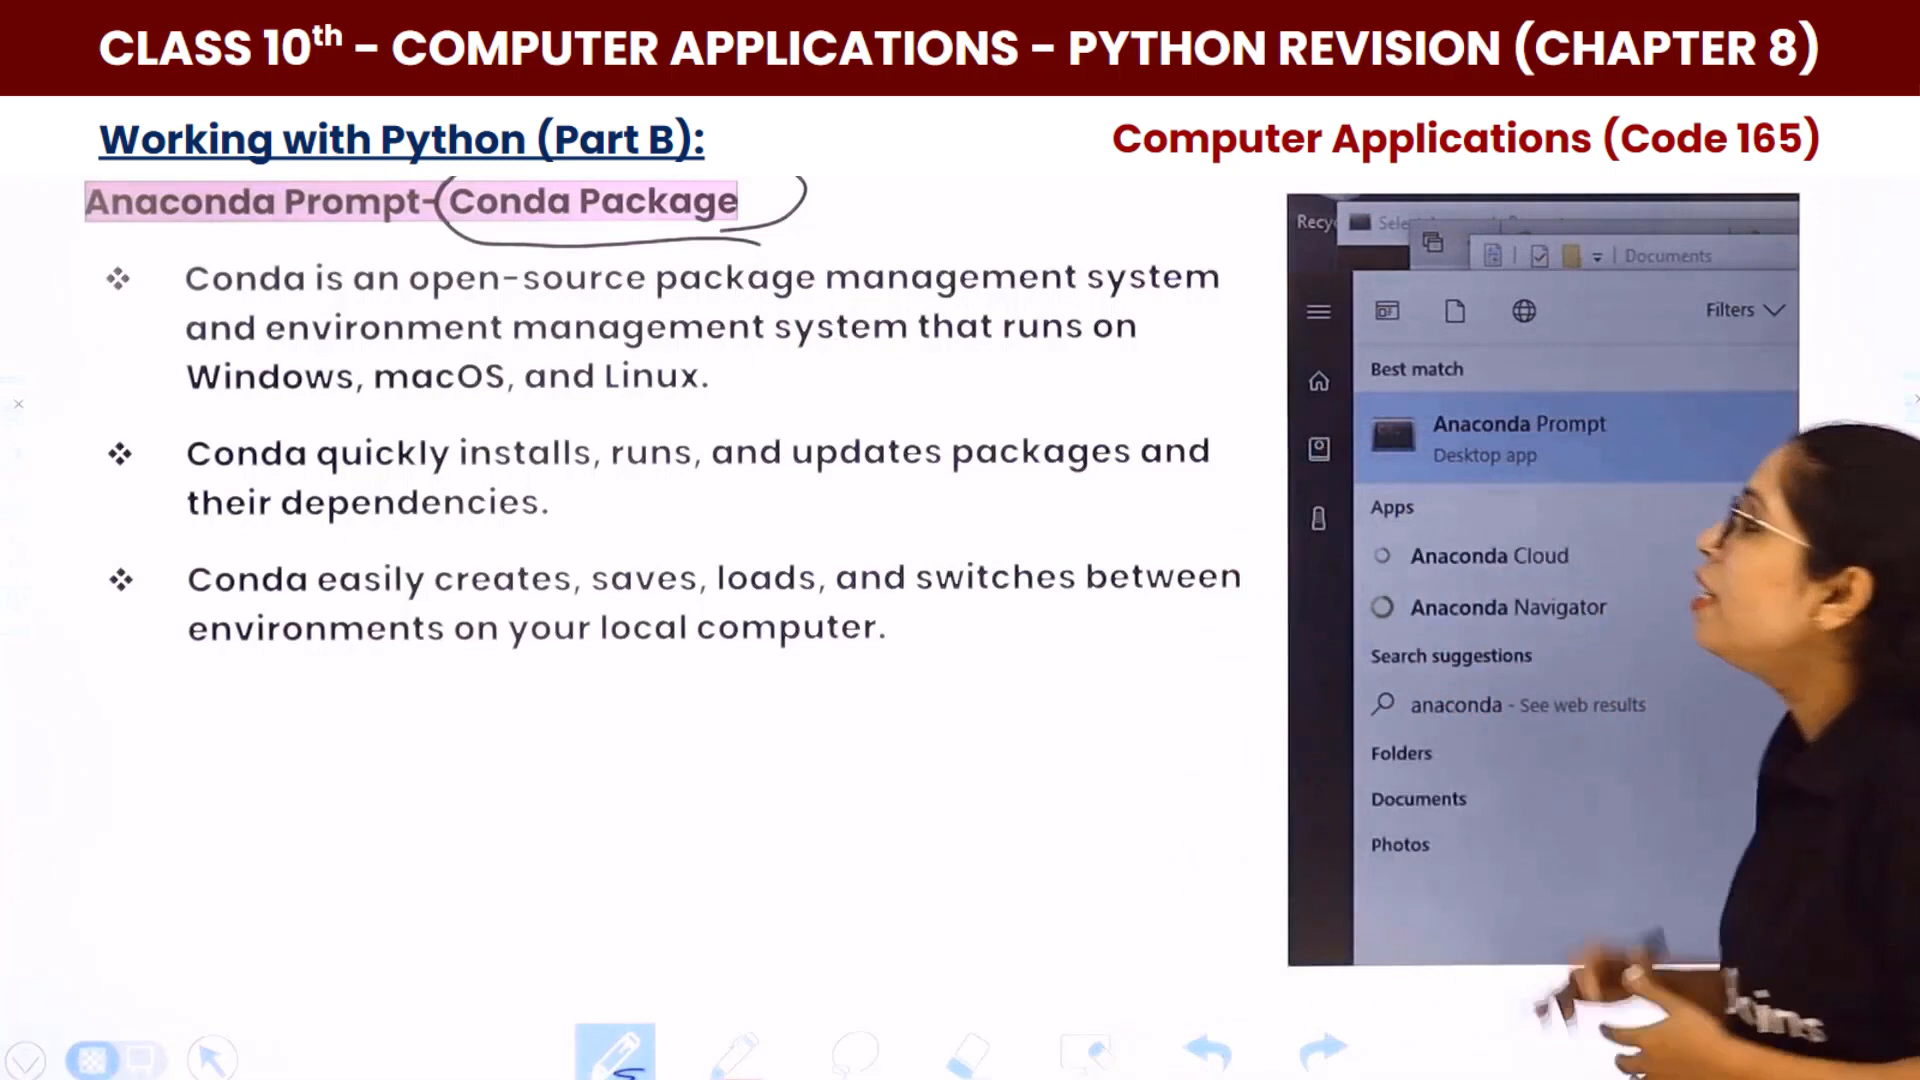 CLASS 10th – COMPUTER APPLICATIONS – PYTHON REVISION (CHAPTER 8)
Working with Python (Part B):
Computer Applications (Code 165)
Anaconda Prompt-Conda Package
❖ Conda is an open-source package management system
and environment management system that runs on
Windows, macOS, and Linux.
❖ Conda quickly installs, runs, and updates packages and
their dependencies.
❖ Conda easily creates, saves, loads, and switches between
environments on your local computer.
Documents
Filters
Best match
Anaconda Prompt
Desktop app
Apps
Anaconda Cloud
Anaconda Navigator
Search suggestions
anaconda - See web results
Folders
Documents
Photos